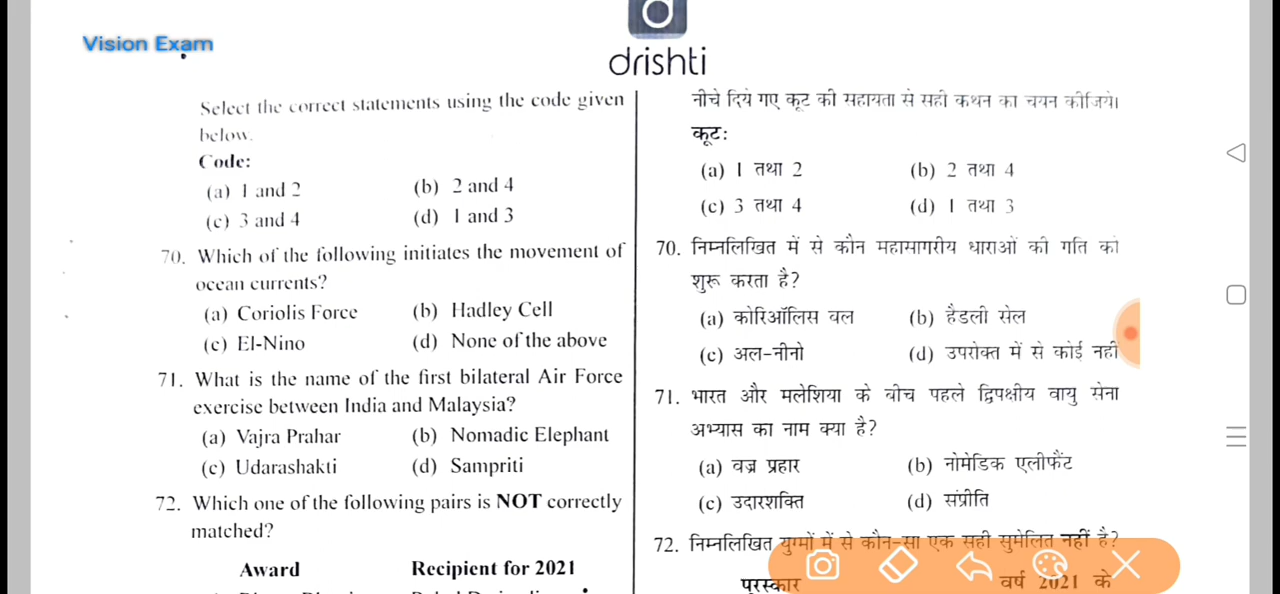 Vision Exam
drishti
Select the correct statements using the code given
below.
Code:
(a) 1 and 2 (b) 2 and 4
(c) 3 and 4 (d) 1 and 3
70. Which of the following initiates the movement of
ocean currents?
(a) Coriolis Force (b) Hadley Cell
(c) El-Nino (d) None of the above
71. What is the name of the first bilateral Air Force
exercise between India and Malaysia?
(a) Vajra Prahar (b) Nomadic Elephant
(c) Udarashakti (d) Sampriti
72. Which one of the following pairs is NOT correctly
matched?
Award Recipient for 2021
नीचे दिये गए कूट की सहायता से सही कथन का चयन कीजिये।
कूट:
(a) 1 तथा 2 (b) 2 तथा 4
(c) 3 तथा 4 (d) 1 तथा 3
70. निम्नलिखित में से कौन महासागरीय धाराओं की गति को
शुरू करता है?
(a) कोरिऑलिस बल (b) हैडली सेल
(c) अल-नीनो (d) उपरोक्त में से कोई नहीं
71. भारत और मलेशिया के बीच पहले द्विपक्षीय वायु सेना
अभ्यास का नाम क्या है?
(a) वज्र प्रहार (b) नोमेडिक एलीफैंट
(c) उदारशक्ति (d) संप्रीति
72. निम्नलिखित युग्मों में से कौन-सा एक सही सुमेलित नहीं है?
पुरस्कार वर्ष 2021 के